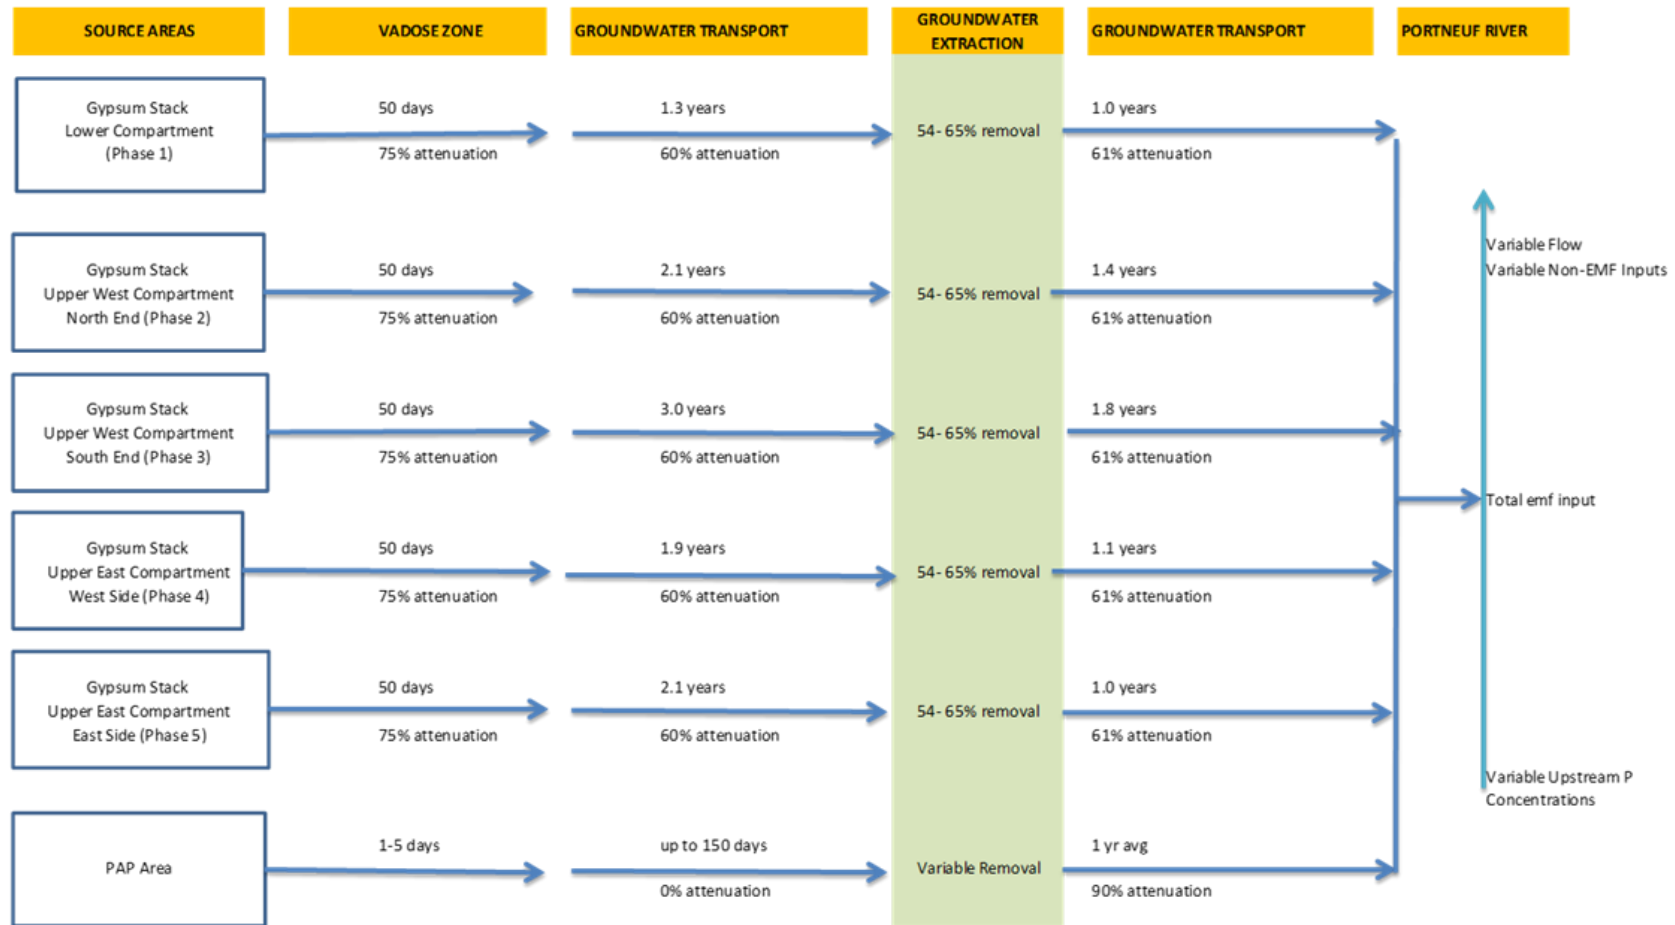 SOURCE AREAS
VADOSE ZONE
GROUNDWATER TRANSPORT
GROUNDWATER
EXTRACTION
GROUNDWATER TRANSPORT
PORTNEUF RIVER
Gypsum Stack
Lower Compartment
(Phase 1)
50 days
75% attenuation
1.3 years
60% attenuation
54- 65% removal
1.0 years
61% attenuation
Gypsum Stack
Upper West Compartment
North End (Phase 2)
50 days
75% attenuation
2.1 years
60% attenuation
54- 65% removal
1.4 years
61% attenuation
Variable Flow
Variable Non-EMF Inputs
Gypsum Stack
Upper West Compartment
South End (Phase 3)
50 days
75% attenuation
3.0 years
60% attenuation
54- 65% removal
1.8 years
61% attenuation
Total emf input
Gypsum Stack
Upper East Compartment
West Side (Phase 4)
50 days
75% attenuation
1.9 years
60% attenuation
54- 65% removal
1.1 years
61% attenuation
Gypsum Stack
Upper East Compartment
East Side (Phase 5)
50 days
75% attenuation
2.1 years
60% attenuation
54- 65% removal
1.0 years
61% attenuation
Variable Upstream P
Concentrations
PAP Area
1-5 days
up to 150 days
0% attenuation
Variable Removal
1 yr avg
90% attenuation